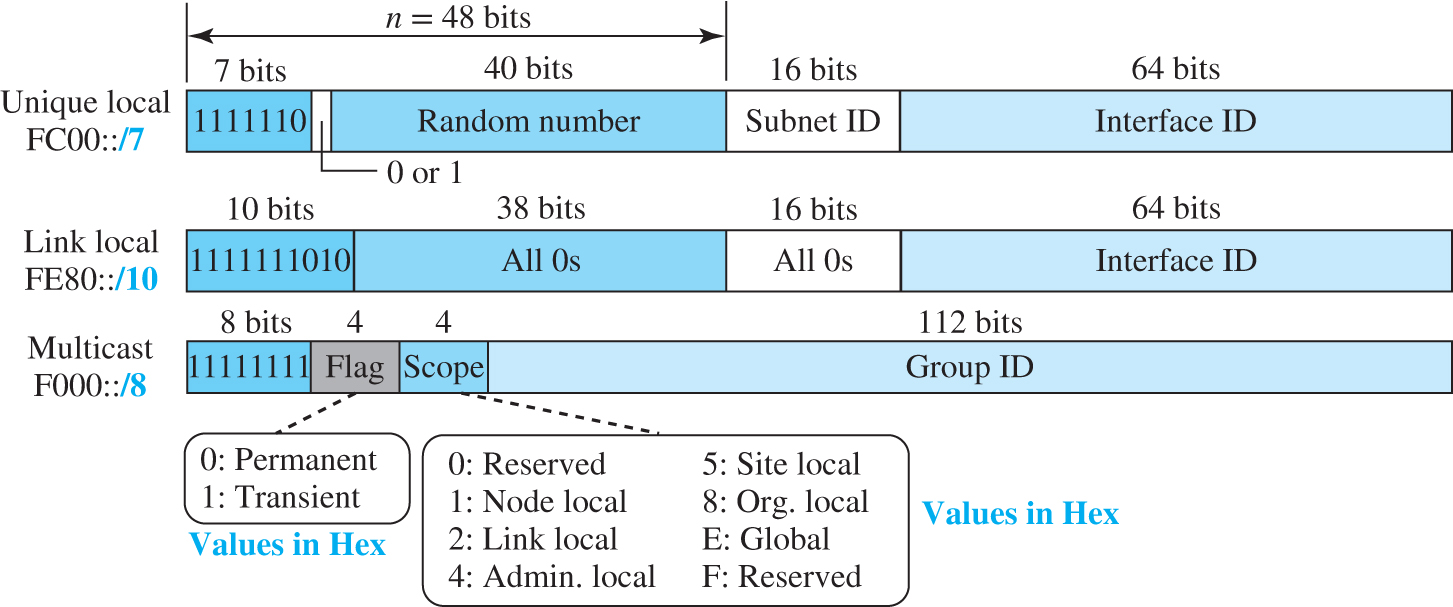 n = 48 bits
7 bits 40 bits 16 bits 64 bits
Unique local
FC00::/7
1111110 Random number Subnet ID Interface ID
0 or 1
10 bits 38 bits 16 bits 64 bits
Link local
FE80::/10
1111111010 All 0s All 0s Interface ID
8 bits 4 4 112 bits
Multicast
F000::/8
11111111 Flag Scope Group ID
0: Permanent
1: Transient
Values in Hex
0: Reserved 5: Site local
1: Node local 8: Org. local
2: Link local E: Global
4: Admin. local F: Reserved
Values in Hex